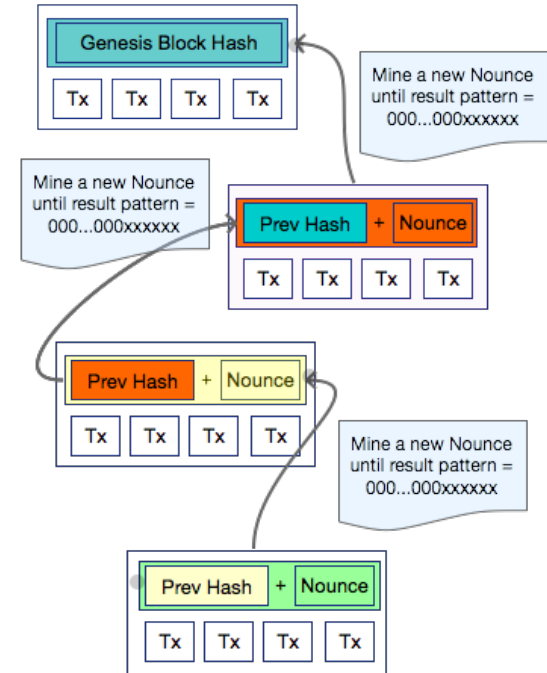 Genesis Block Hash
Tx Tx Tx Tx
Mine a new Nounce
until result pattern =
000...000xxxxxx
Mine a new Nounce
until result pattern =
000...000xxxxxx
Prev Hash + Nounce
Tx Tx Tx Tx
Prev Hash + Nounce
Tx Tx Tx Tx
Mine a new Nounce
until result pattern =
000...000xxxxxx
Prev Hash + Nounce
Tx Tx Tx Tx